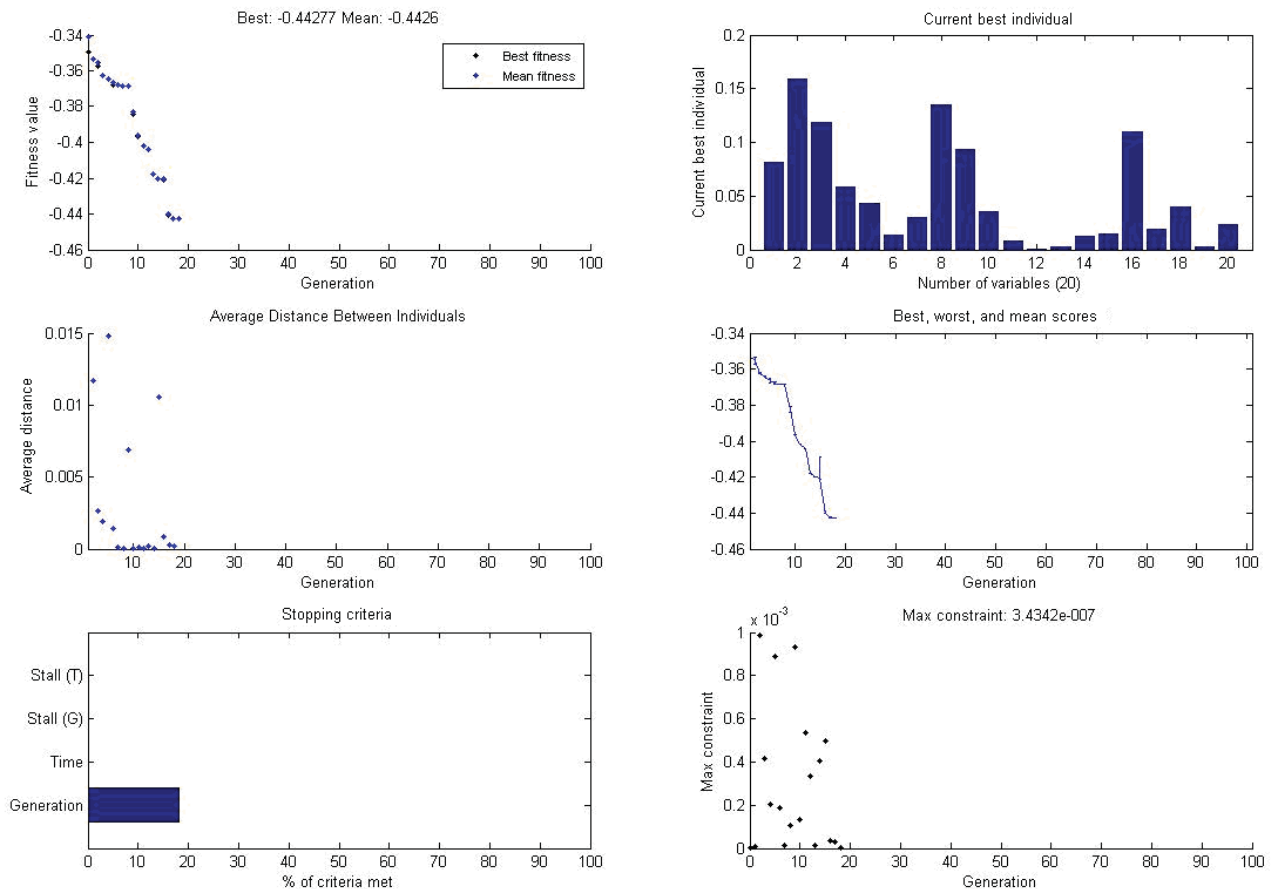 Best: -0.44277 Mean: -0.4426
-0.34
-0.36
-0.38
-0.4
-0.42
-0.44
-0.46
Fitness value
Best fitness
Mean fitness
0 10 20 30 40 50 60 70 80 90 100
Generation
Current best individual
0.2
0.15
0.1
0.05
0
Current best individual
2 4 6 8 10 12 14 16 18 20
Number of variables (20)
Average Distance Between Individuals
0.015
0.01
0.005
0
Average distance
10 20 30 40 50 60 70 80 90 100
Generation
Best, worst, and mean scores
-0.34
-0.36
-0.38
-0.4
-0.42
-0.44
-0.46
10 20 30 40 50 60 70 80 90 100
Generation
Stopping criteria
Stall (T)
Stall (G)
Time
Generation
0 10 20 30 40 50 60 70 80 90 100
% of criteria met
Max constraint: 3.4342e-007
x 10-3
1
0.8
0.6
0.4
0.2
0
Max constraint
0 10 20 30 40 50 60 70 80 90 100
Generation